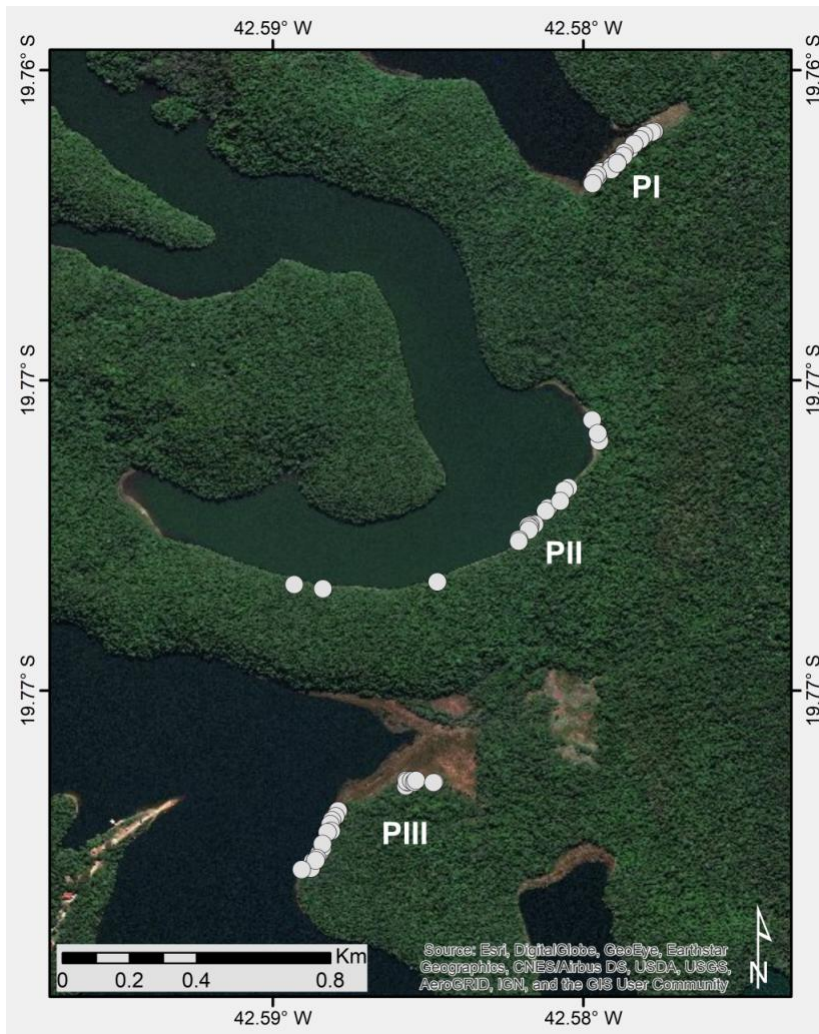 42.59° W 42.58° W
19.76° S 19.76° S
PI
19.77° S 19.77° S
PII
19.77° S 19.77° S
PIII
Km
0 0.2 0.4 0.8
Source: Esri, DigitalGlobe, GeoEye, Earthstar
Geographics, CNES/Airbus DS, USDA, USGS,
AeroGRID, IGN, and the GIS User Community
N
42.59° W 42.58° W